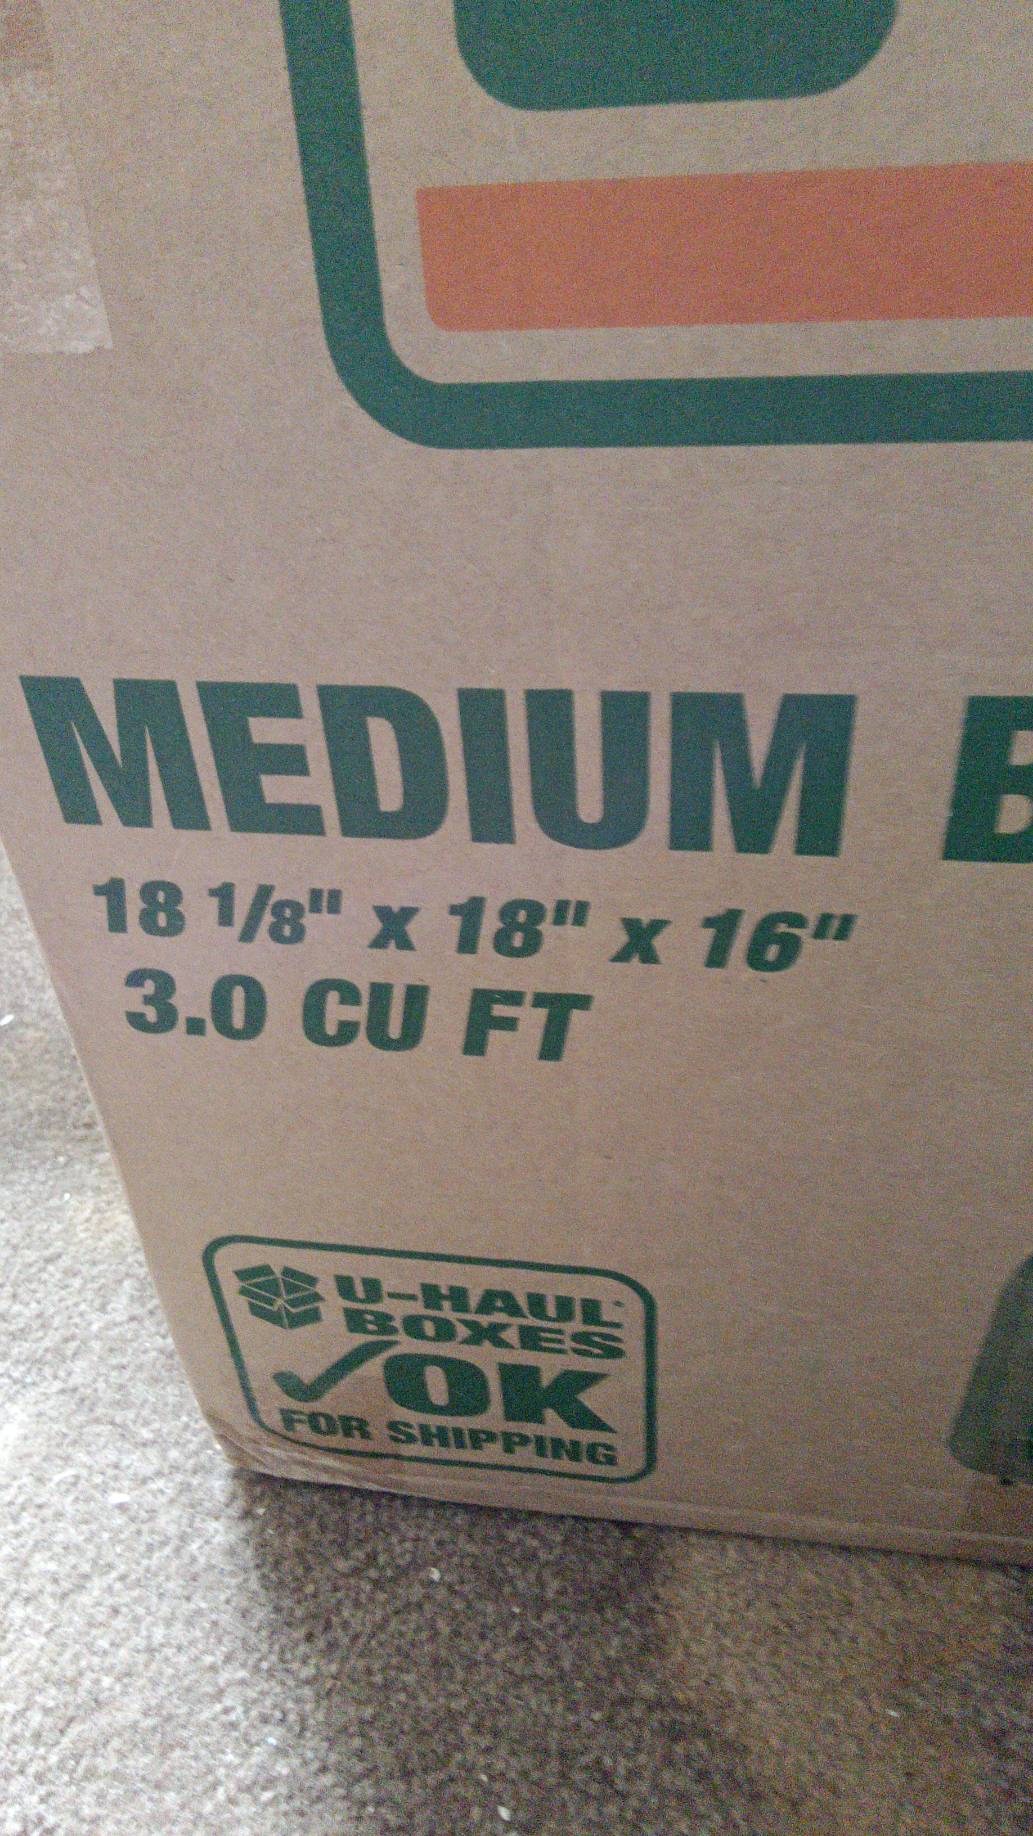 MEDIUM B
18 1/8" x 18" x 16"
3.0 CU FT
U-HAUL
BOXES
OK
FOR SHIPPING